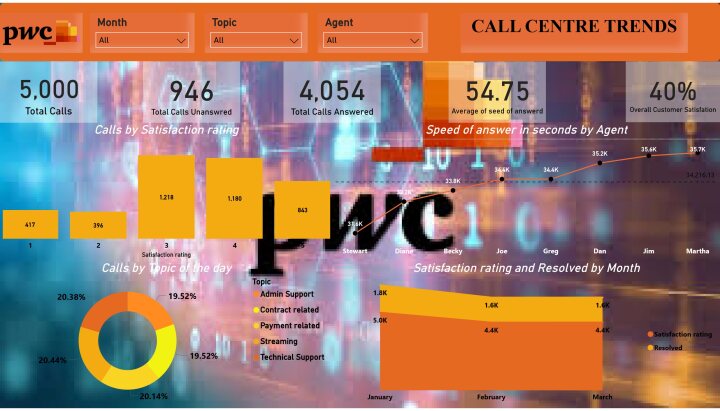 pwc
Month
All
Topic
All
Agent
All
CALL CENTRE TRENDS
5,000
Total Calls
946
Total Calls Unanswred
4,054
Total Calls Answered
54.75
Average of seed of answerd
40%
Overall Customer Satisfation
Calls by Satisfaction rating
417
396
1,218
1,180
843
1
2
3
4
5
Satisfaction rating
Speed of answer in seconds by Agent
33.8K
34.4K
35.2K
35.6K
35.7K
34,216.13
Stewart
Diane
Becky
Joe
Greg
Dan
Jim
Martha
pwc
Calls by Topic of the day
20.38%
19.52%
19.52%
20.14%
20.44%
Topic
Admin Support
Contract related
Payment related
Streaming
Technical Support
Satisfaction rating and Resolved by Month
1.8K
1.6K
1.6K
5.0K
4.4K
4.4K
January
February
March
Satisfaction rating
Resolved